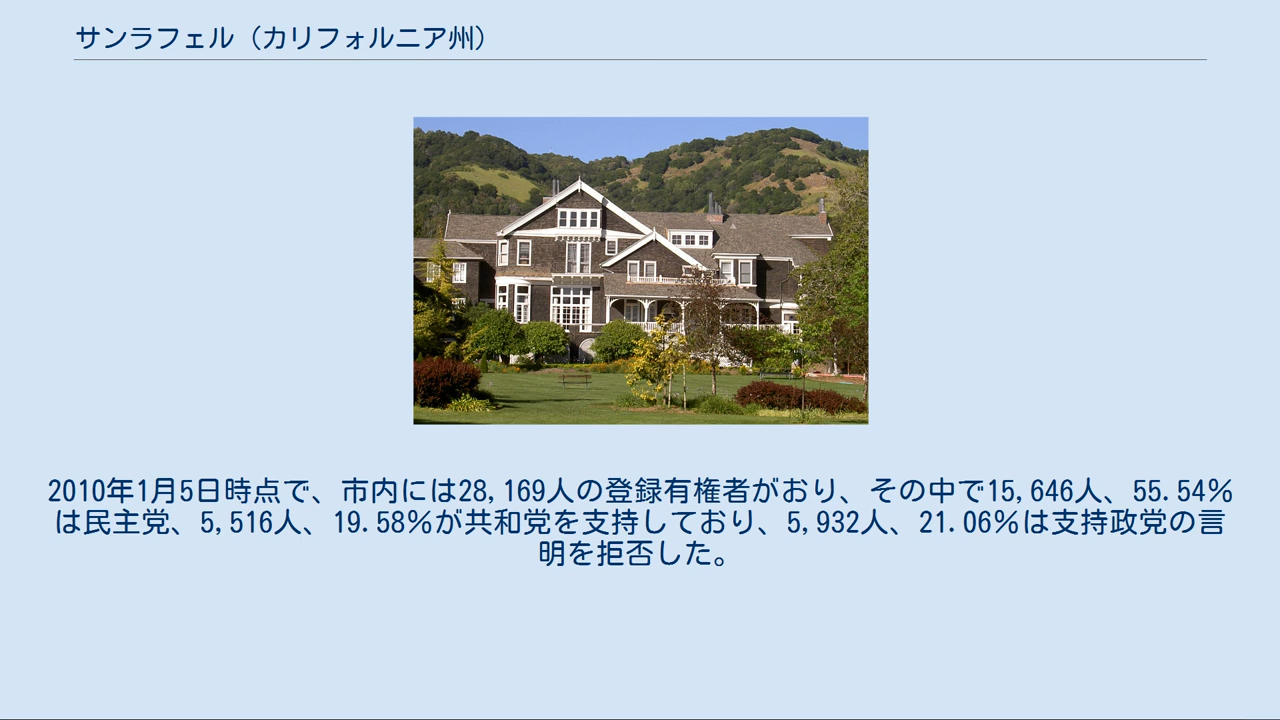 サンラフェル（カリフォルニア州）
2010年1月5日時点で、市内には28,169人の登録有権者がおり、その中で15,646人、55.54％
は民主党、5,516人、19.58％が共和党を支持しており、5,932人、21.06％は支持政党の言
明を拒否した。